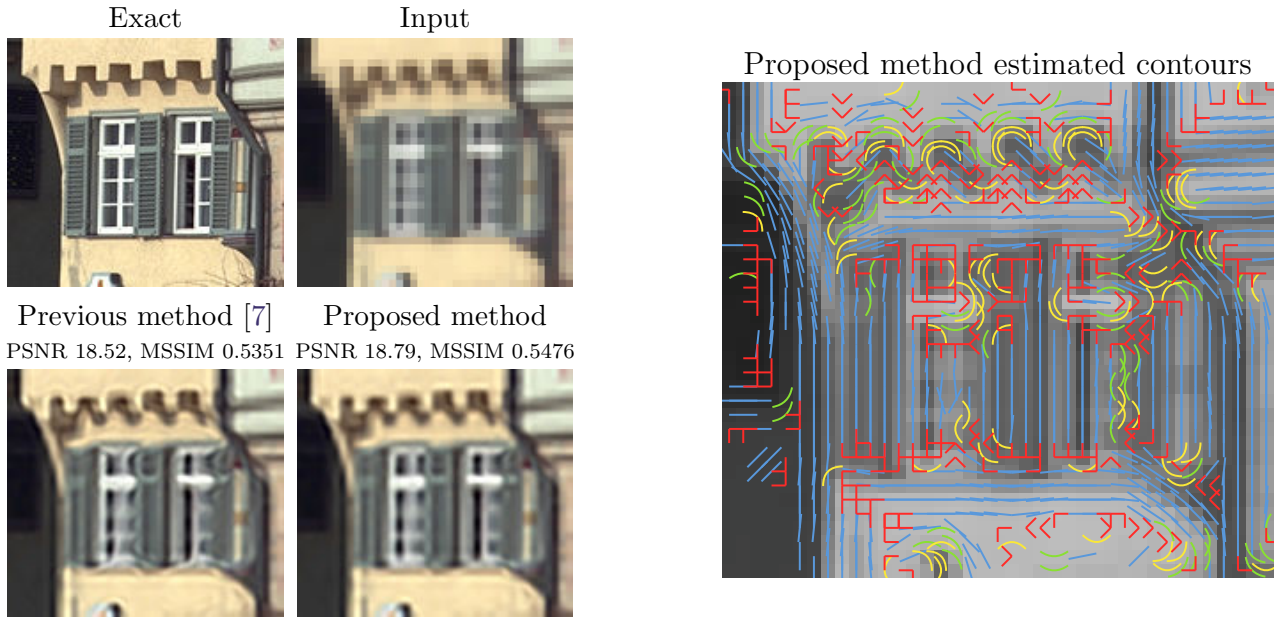 Exact
Input
Previous method [7]
PSNR 18.52, MSSIM 0.5351
Proposed method
PSNR 18.79, MSSIM 0.5476
Proposed method estimated contours